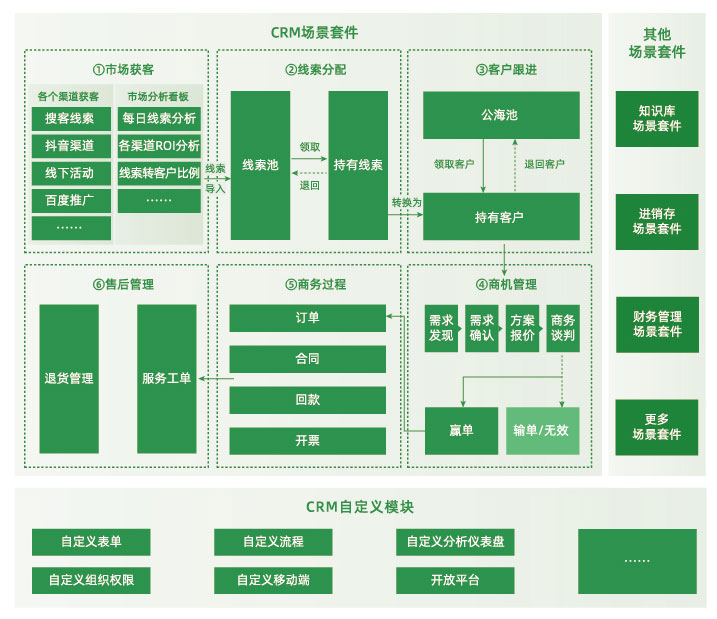 CRM场景套件
①市场获客
各个渠道获客
搜客线索
抖音渠道
线下活动
百度推广
......
市场分析看板
每日线索分析
各渠道ROI分析
线索转客户比例
......
线索
导入
②线索分配
线索池
领取
退回
持有线索
转换为
③客户跟进
公海池
领取客户
退回客户
持有客户
④商机管理
需求
发现
需求
确认
方案
报价
商务
谈判
赢单
输单/无效
⑤商务过程
订单
合同
回款
开票
⑥售后管理
退货管理
服务工单
其他
场景套件
知识库
场景套件
进销存
场景套件
财务管理
场景套件
更多
场景套件
CRM自定义模块
自定义表单
自定义流程
自定义分析仪表盘
自定义组织权限
自定义移动端
开放平台
......